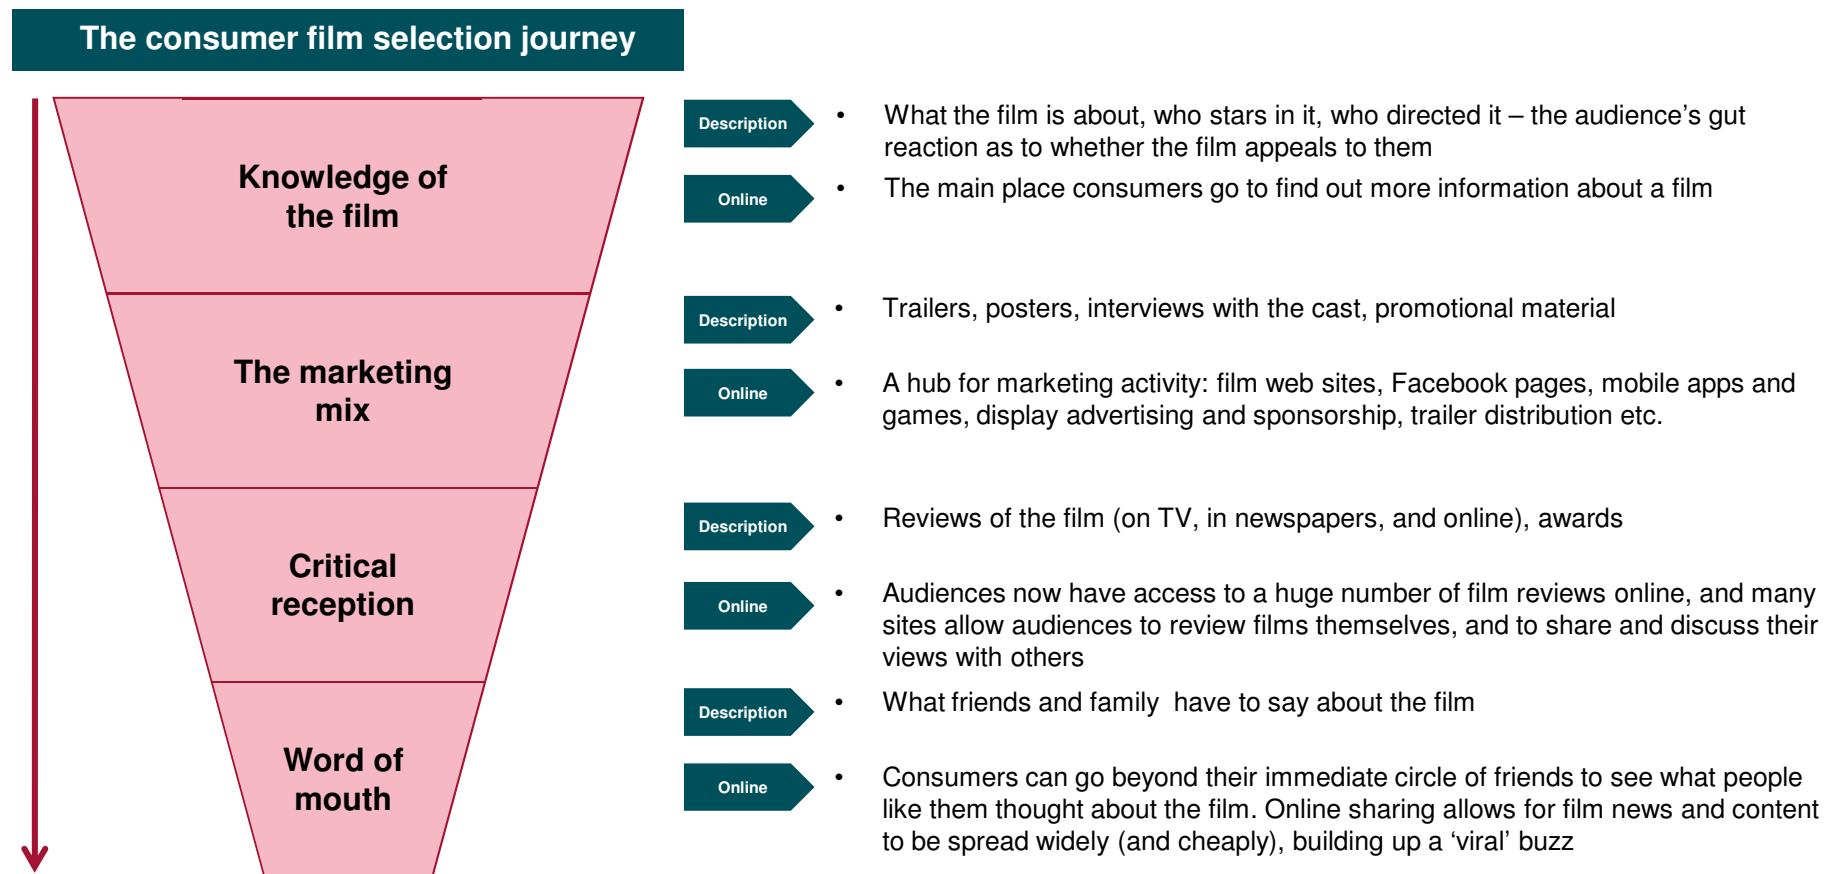 The consumer film selection journey
Knowledge of
the film
Description
• What the film is about, who stars in it, who directed it – the audience’s gut
reaction as to whether the film appeals to them
Online
• The main place consumers go to find out more information about a film
The marketing
mix
Description
• Trailers, posters, interviews with the cast, promotional material
Online
• A hub for marketing activity: film web sites, Facebook pages, mobile apps and
games, display advertising and sponsorship, trailer distribution etc.
Critical
reception
Description
• Reviews of the film (on TV, in newspapers, and online), awards
Online
• Audiences now have access to a huge number of film reviews online, and many
sites allow audiences to review films themselves, and to share and discuss their
views with others
Word of
mouth
Description
• What friends and family  have to say about the film
Online
• Consumers can go beyond their immediate circle of friends to see what people
like them thought about the film. Online sharing allows for film news and content
to be spread widely (and cheaply), building up a ‘viral’ buzz